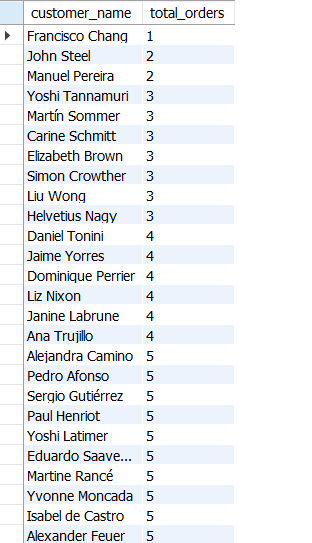 customer_name total_orders
Francisco Chang 1
John Steel 2
Manuel Pereira 2
Yoshi Tannamuri 3
Martín Sommer 3
Carine Schmitt 3
Elizabeth Brown 3
Simon Crowther 3
Liu Wong 3
Helvetius Nagy 3
Daniel Tonini 4
Jaime Yorres 4
Dominique Perrier 4
Liz Nixon 4
Janine Labrune 4
Ana Trujillo 4
Alejandra Camino 5
Pedro Afonso 5
Sergio Gutiérrez 5
Paul Henriot 5
Yoshi Latimer 5
Eduardo Saave... 5
Martine Rancé 5
Yvonne Moncada 5
Isabel de Castro 5
Alexander Feuer 5